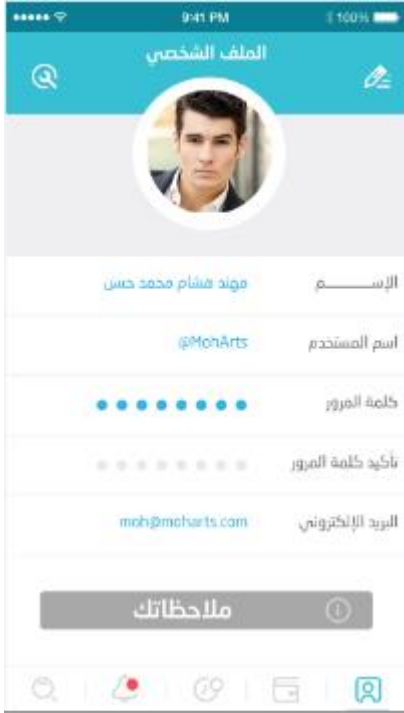 9:41 PM 100%
الملف الشخصي
الإســـــم مهند هشام محمد حسن
اسم المستخدم @MohArts
كلمة المرور
تأكيد كلمة المرور
البريد الإلكتروني moh@moharts.com
ملاحظاتك